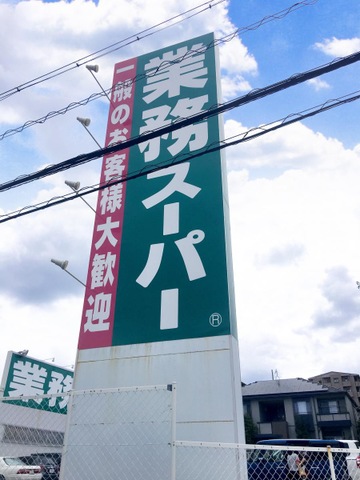 業務スーパー
®
一般のお客様大歓迎
業務